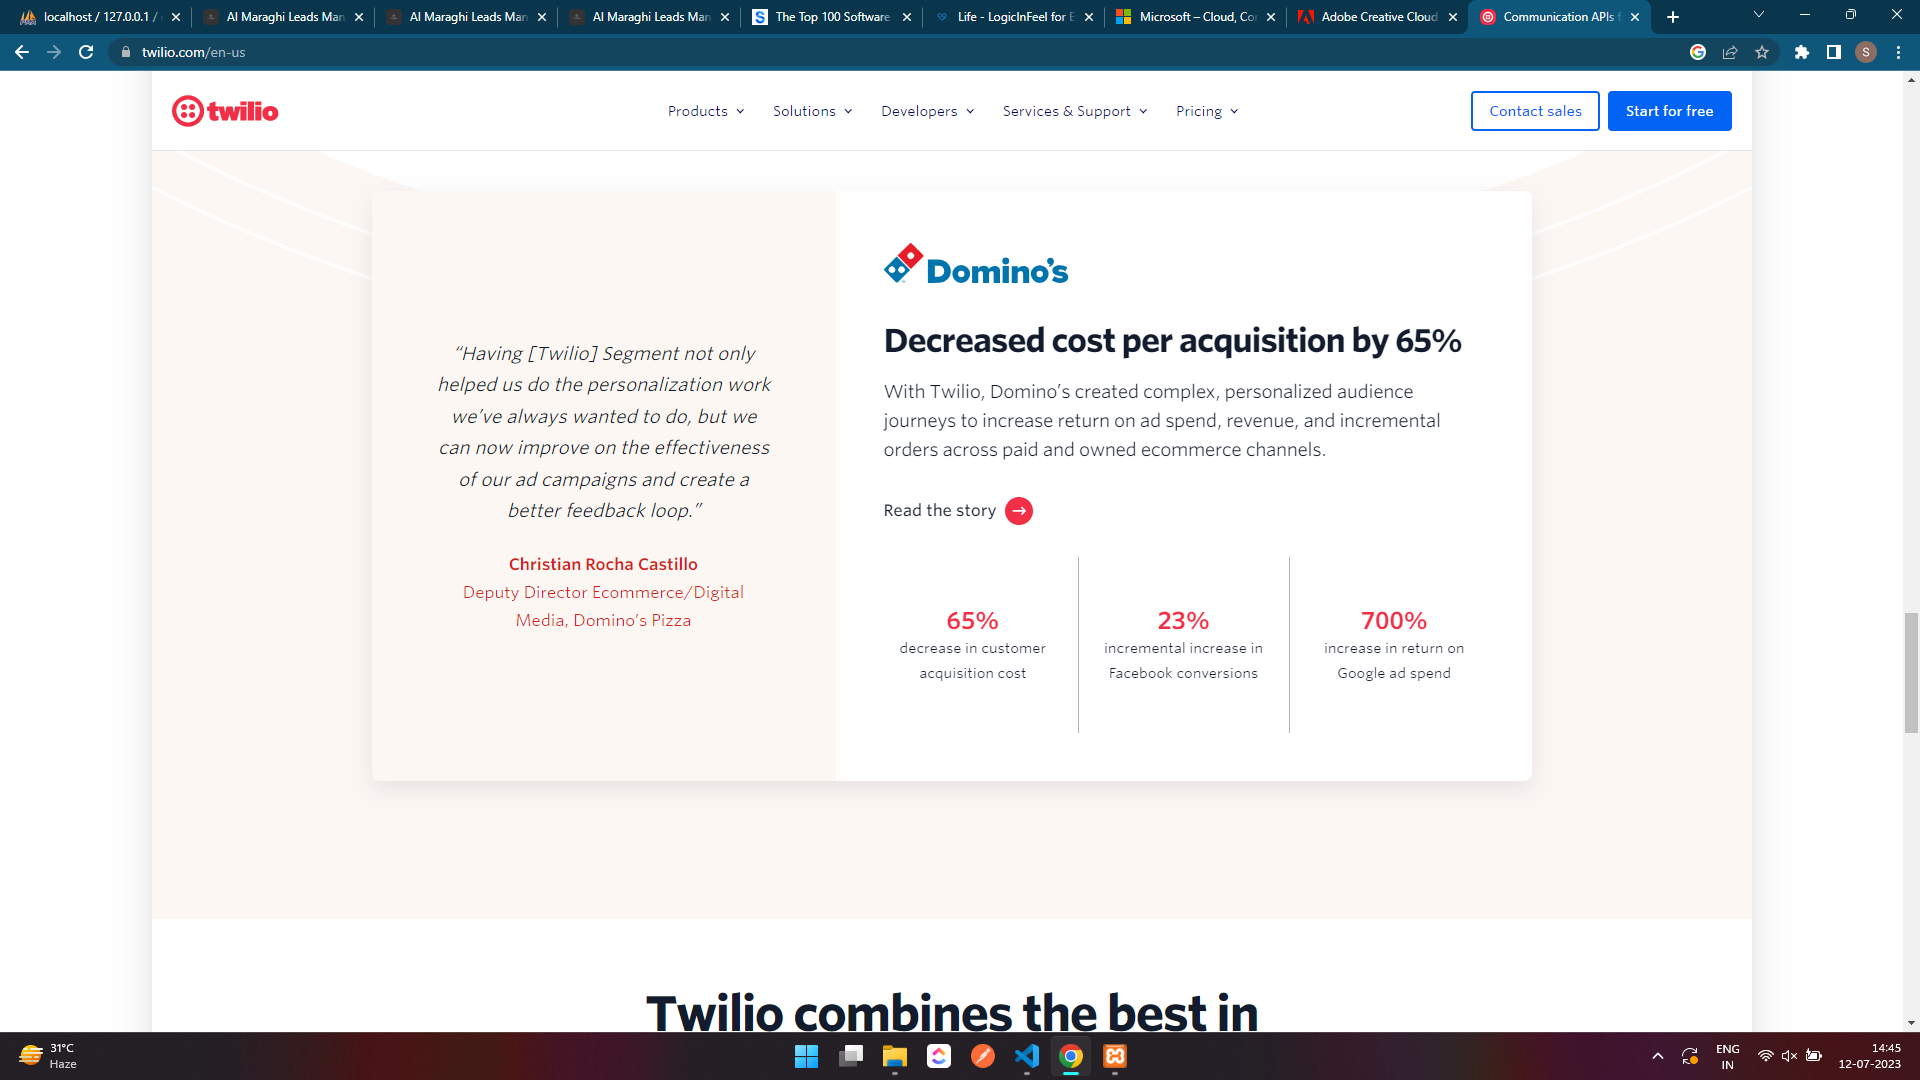 localhost / 127.0.0.1 /
Al Maraghi Leads Man
Al Maraghi Leads Man
Al Maraghi Leads Man
The Top 100 Software
Life - LogicInFeel for E
Microsoft – Cloud, Co
Adobe Creative Cloud
Communication APIs f
twilio.com/en-us
S
twilio
Products
Solutions
Developers
Services & Support
Pricing
Contact sales
Start for free
“Having [Twilio] Segment not only
helped us do the personalization work
we’ve always wanted to do, but we
can now improve on the effectiveness
of our ad campaigns and create a
better feedback loop.”
Christian Rocha Castillo
Deputy Director Ecommerce/Digital
Media, Domino’s Pizza
Domino’s
Decreased cost per acquisition by 65%
With Twilio, Domino’s created complex, personalized audience
journeys to increase return on ad spend, revenue, and incremental
orders across paid and owned ecommerce channels.
Read the story
65%
decrease in customer
acquisition cost
23%
incremental increase in
Facebook conversions
700%
increase in return on
Google ad spend
Twilio combines the best in
31°C
Haze
ENG
IN
14:45
12-07-2023